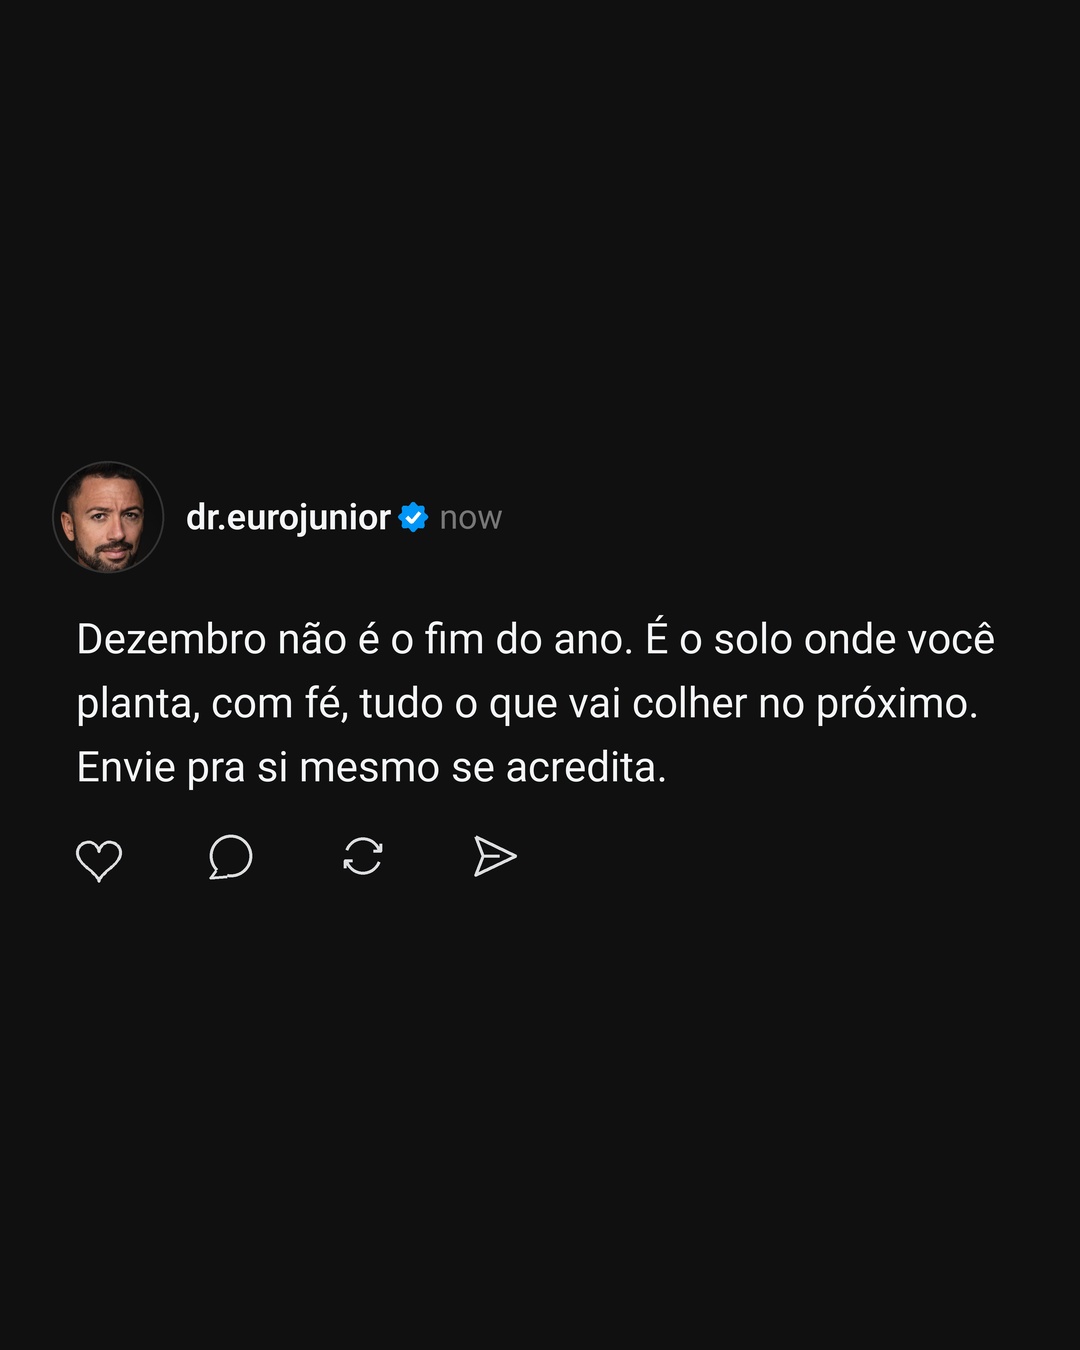 dr.eurojunior now
Dezembro não é o fim do ano. É o solo onde você
planta, com fé, tudo o que vai colher no próximo.
Envie pra si mesmo se acredita.